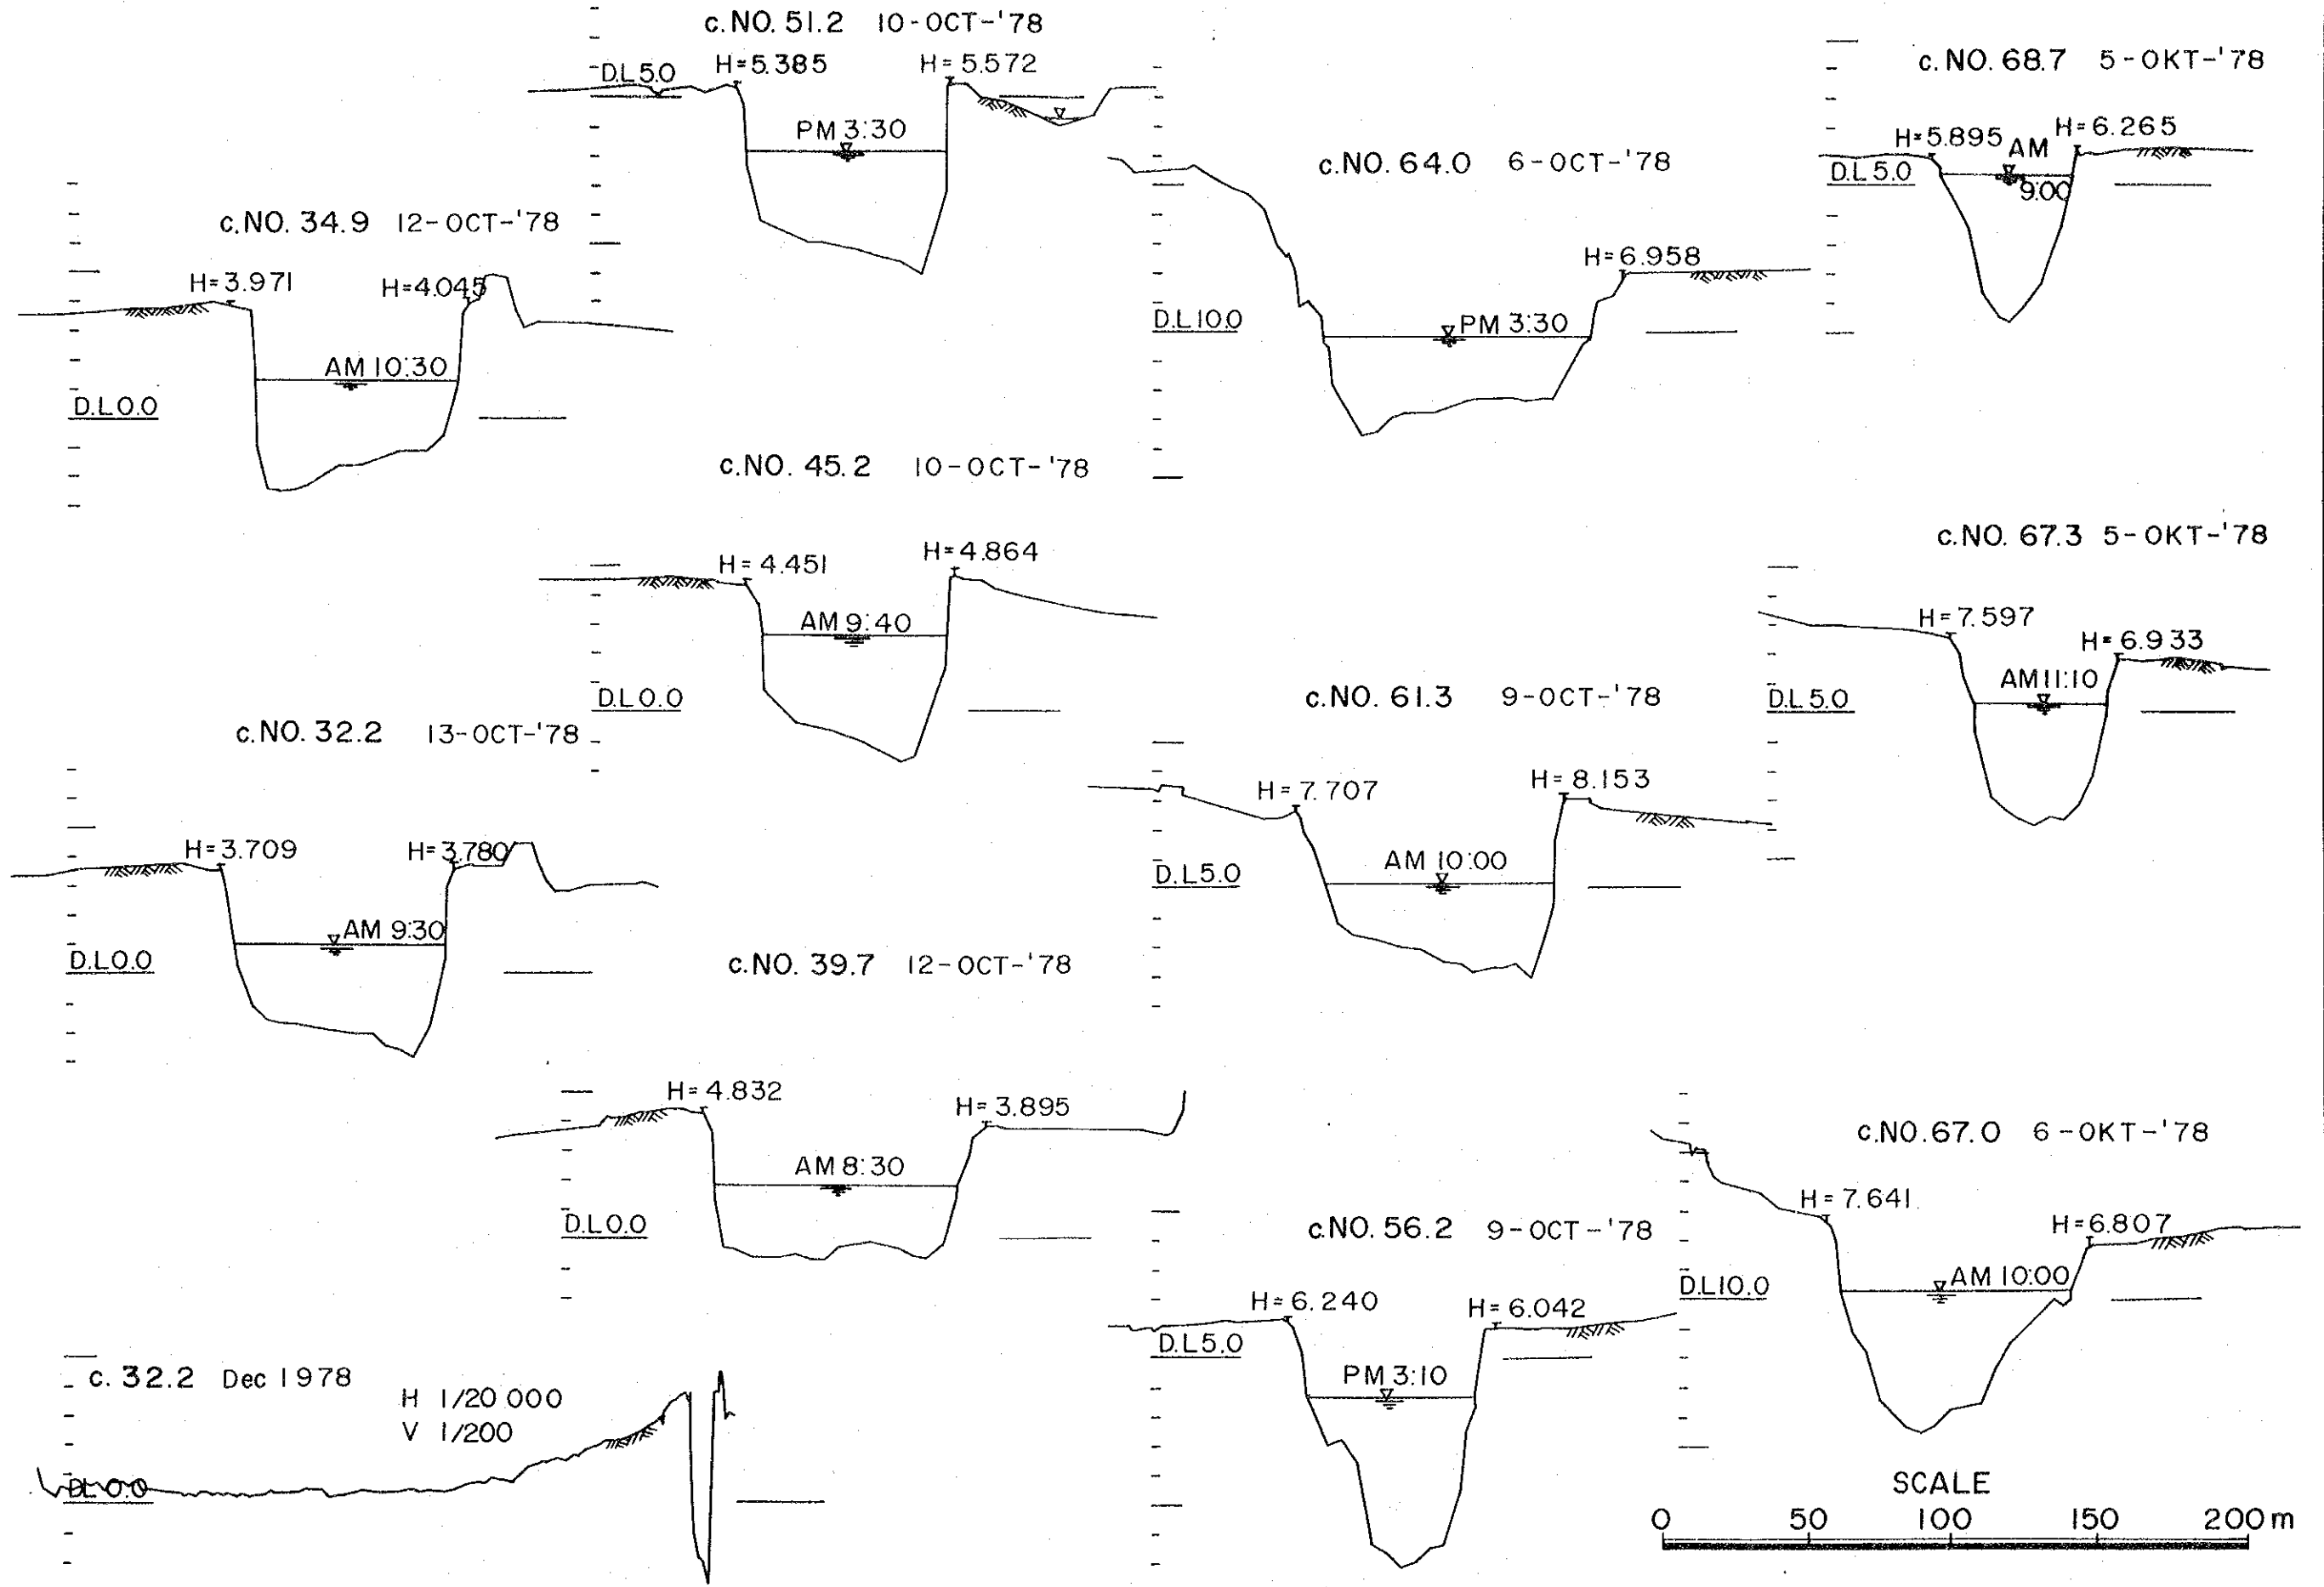 c.NO. 51.2 10-OCT-'78
D.L 5.0
H=5.385
H=5.572
PM 3:30
c.NO. 68.7 5-OKT-'78
H=5.895
AM
H=6.265
D.L 5.0
9:00
c.NO. 64.0 6-OCT-'78
H=6.958
D.L 10.0
PM 3:30
c.NO. 34.9 12-OCT-'78
H=3.971
H=4.045
AM 10:30
D.L 0.0
c.NO. 45.2 10-OCT-'78
H=4.451
H=4.864
AM 9:40
D.L 0.0
c.NO. 67.3 5-OKT-'78
H=7.597
H=6.933
AM 11:10
D.L 5.0
c.NO. 61.3 9-OCT-'78
H=7.707
H=8.153
AM 10:00
D.L 5.0
c.NO. 32.2 13-OCT-'78
H=3.709
H=3.780
AM 9:30
D.L 0.0
c.NO. 39.7 12-OCT-'78
H=4.832
H=3.895
AM 8:30
D.L 0.0
c.NO. 67.0 6-OKT-'78
H=7.641
H=6.807
AM 10:00
D.L 10.0
c.NO. 56.2 9-OCT-'78
H=6.240
H=6.042
D.L 5.0
PM 3:10
c. 32.2 Dec 1978
H 1/20 000
V 1/200
D.L 0.0
SCALE
0 50 100 150 200 m